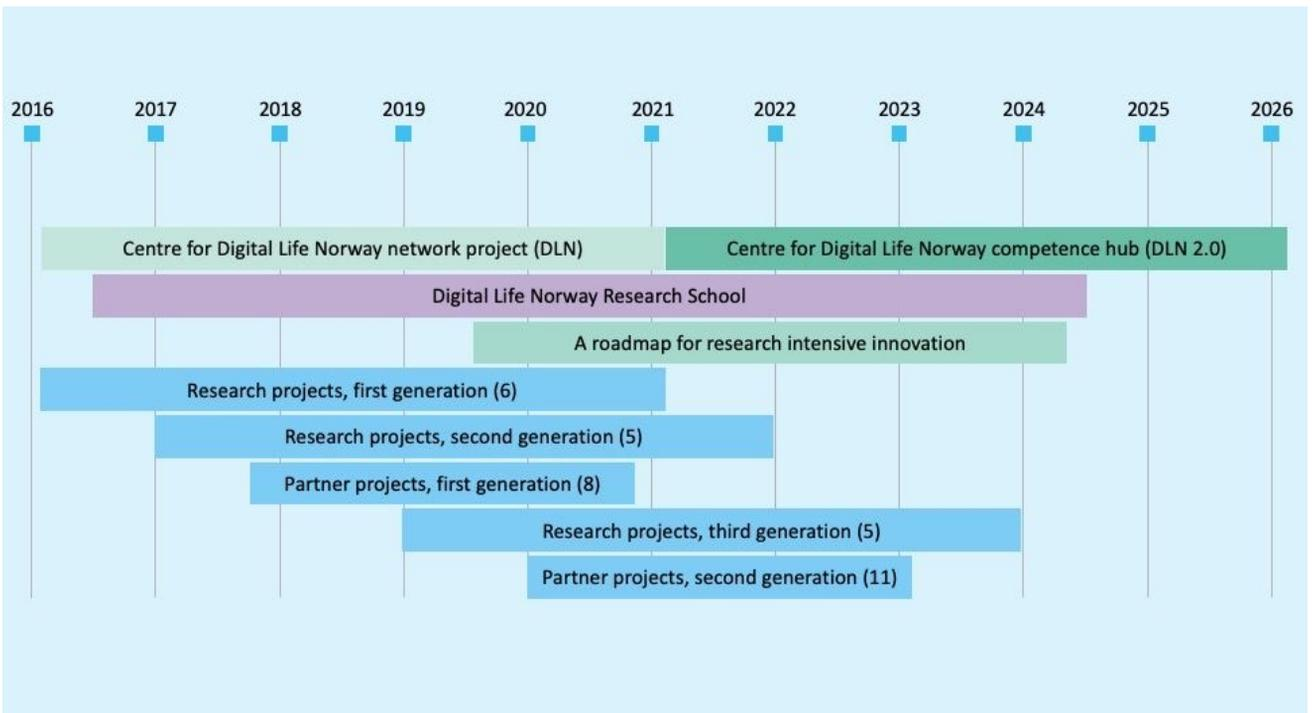 2016 2017 2018 2019 2020 2021 2022 2023 2024 2025 2026
Centre for Digital Life Norway network project (DLN) Centre for Digital Life Norway competence hub (DLN 2.0)
Digital Life Norway Research School
A roadmap for research intensive innovation
Research projects, first generation (6)
Research projects, second generation (5)
Partner projects, first generation (8)
Research projects, third generation (5)
Partner projects, second generation (11)